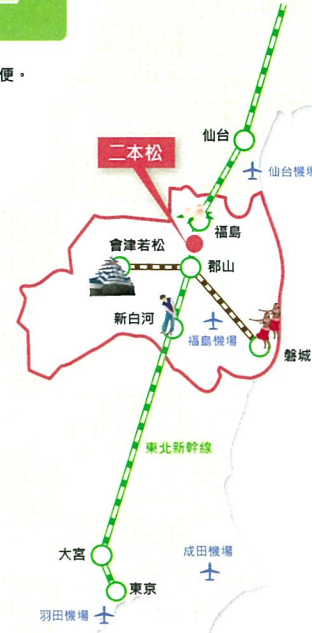 便。
仙台
二本松
仙台機場
福島
會津若松
郡山
新白河
福島機場
磐城
東北新幹線
大宮
成田機場
東京
羽田機場